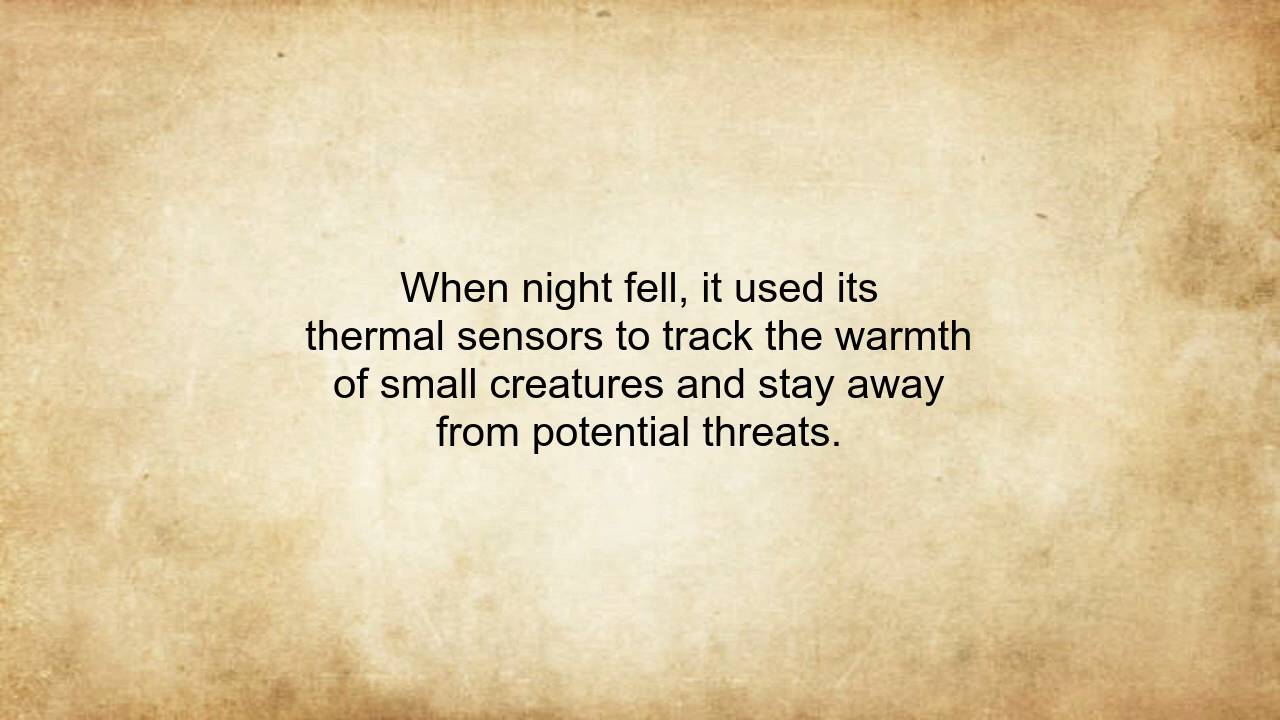 When night fell, it used its
thermal sensors to track the warmth
of small creatures and stay away
from potential threats.